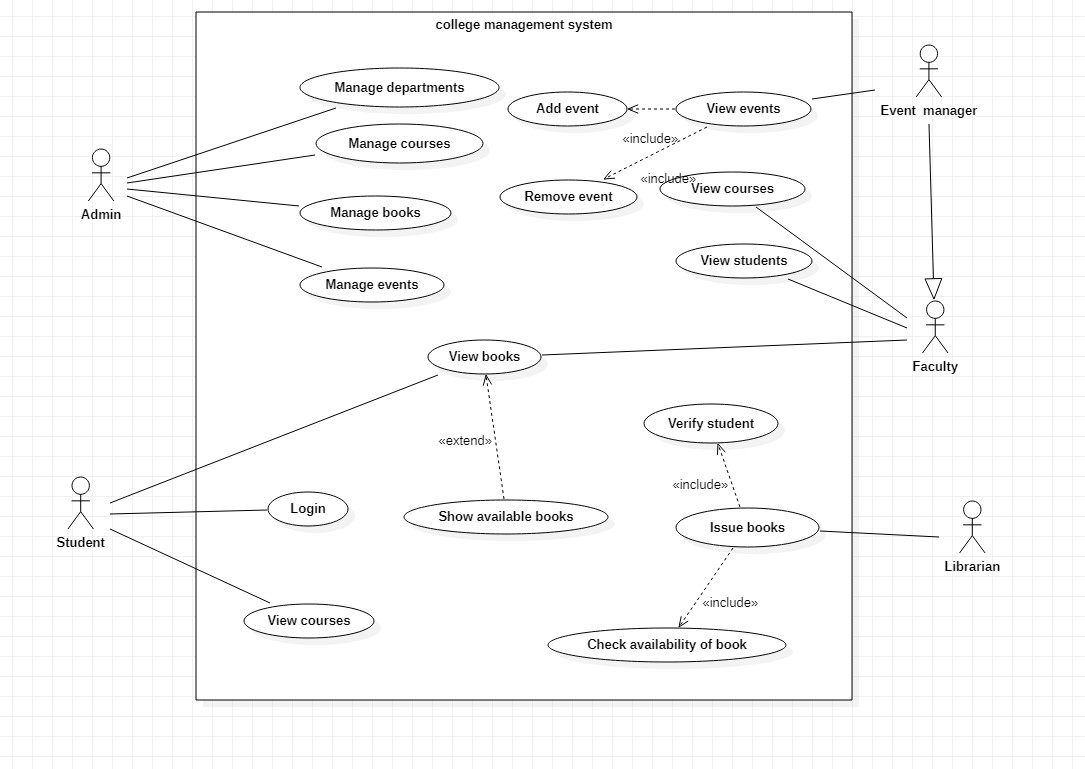 college management system
Manage departments
Add event
View events
Event  manager
«include»
Manage courses
«include»
View courses
Remove event
Admin
Manage books
View students
Manage events
View books
Faculty
Verify student
«extend»
«include»
Login
Show available books
Issue books
Student
Librarian
«include»
View courses
Check availability of book